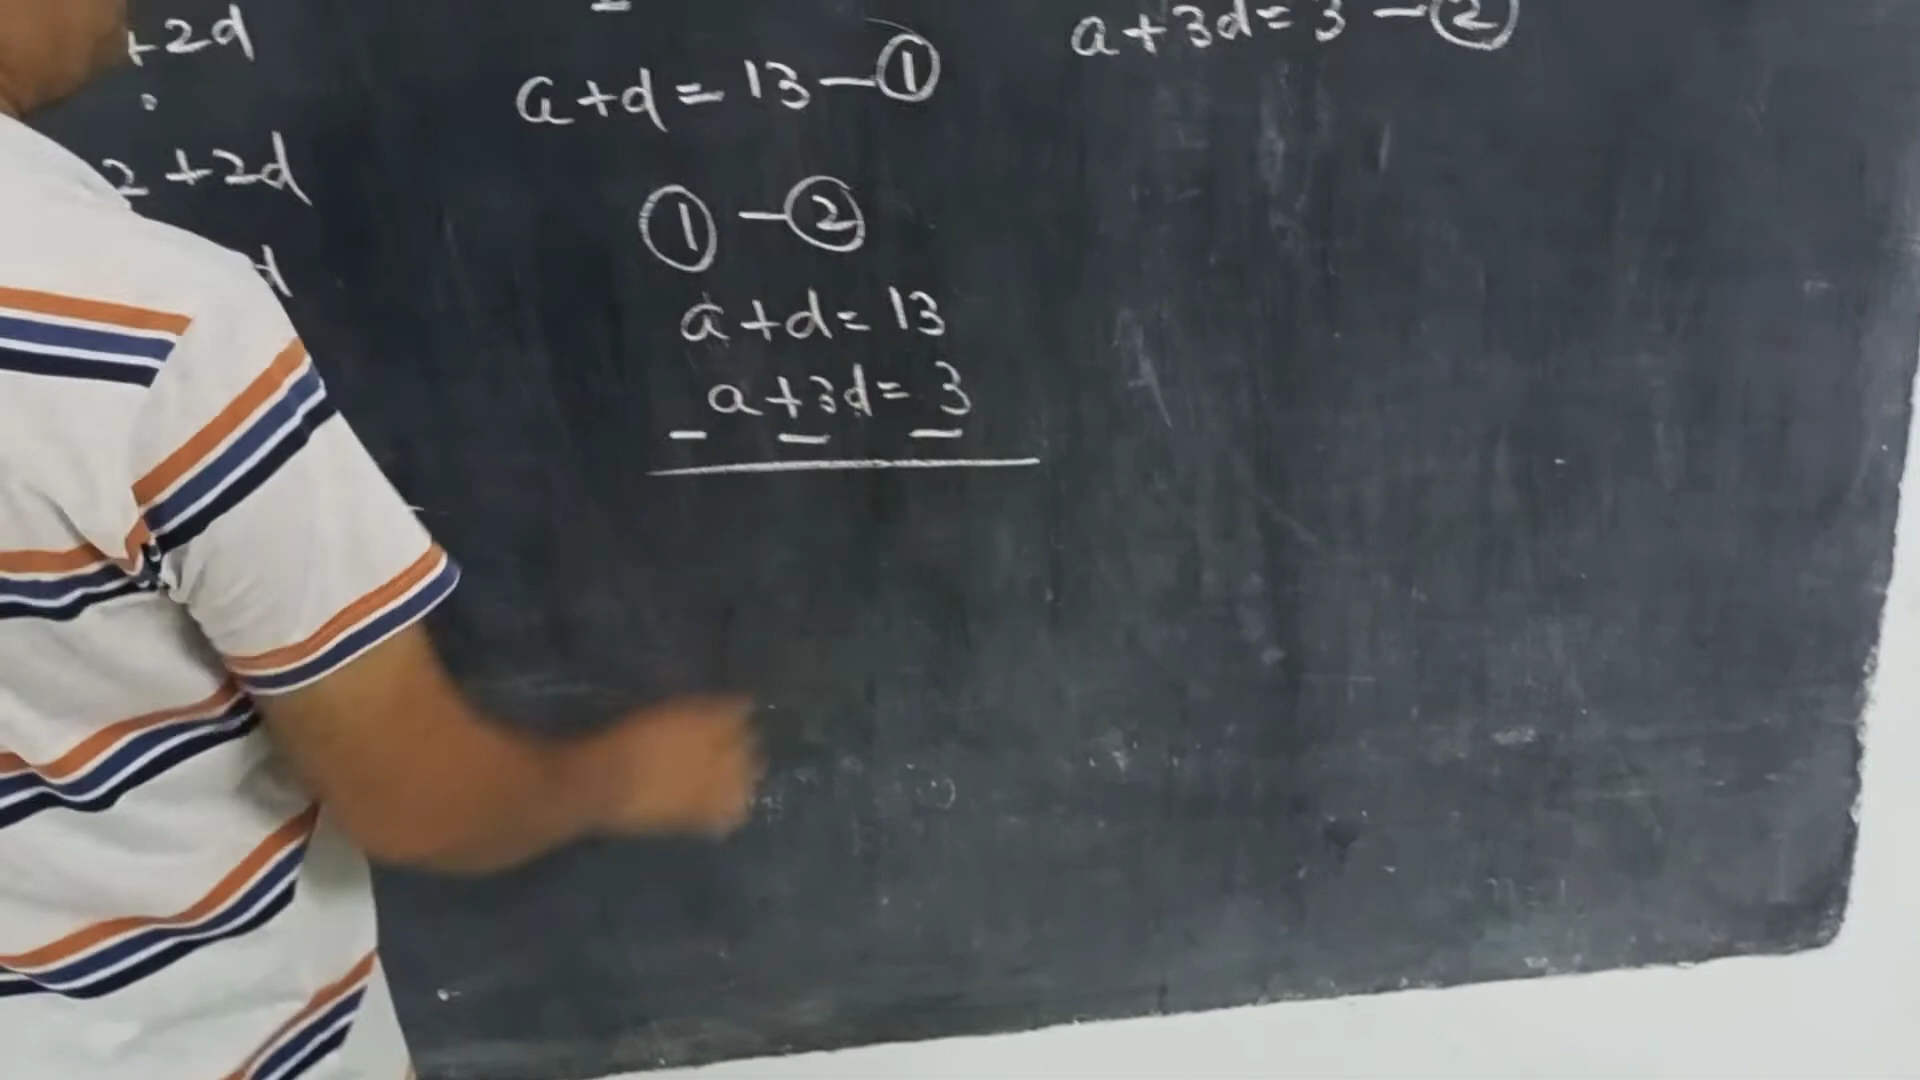 +2d
a+d=13-①
a+3d=3-②
2+2d
①-②
a+d=13
a+3d=3
- - -